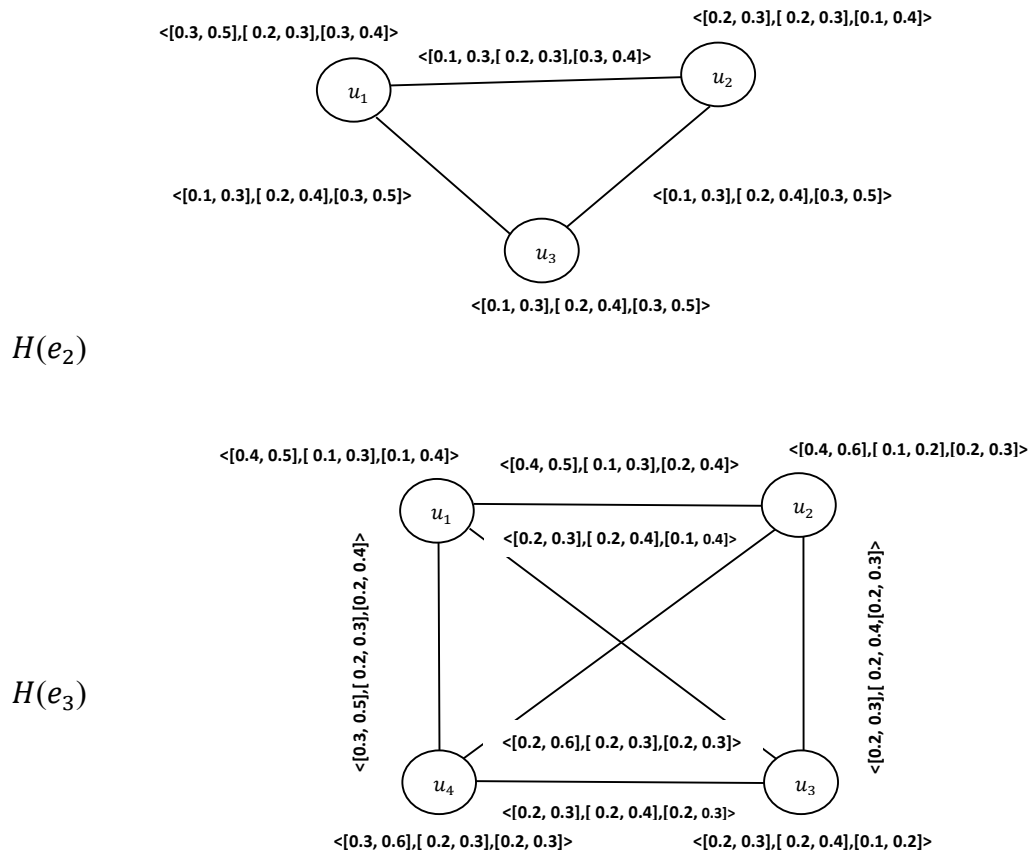 <[0.3, 0.5],[ 0.2, 0.3],[0.3, 0.4]>
<[0.2, 0.3],[ 0.2, 0.3],[0.1, 0.4]>
<[0.1, 0.3,[ 0.2, 0.3],[0.3, 0.4]>
u₁
u₂
<[0.1, 0.3],[ 0.2, 0.4],[0.3, 0.5]>
<[0.1, 0.3],[ 0.2, 0.4],[0.3, 0.5]>
u₃
<[0.1, 0.3],[ 0.2, 0.4],[0.3, 0.5]>
H(e₂)
<[0.4, 0.5],[ 0.1, 0.3],[0.1, 0.4]>
<[0.4, 0.5],[ 0.1, 0.3],[0.2, 0.4]>
<[0.4, 0.6],[ 0.1, 0.2],[0.2, 0.3]>
u₁
u₂
<[0.2, 0.3],[ 0.2, 0.4],[0.1, 0.4]>
<[0.3, 0.5],[ 0.2, 0.3],[0.2, 0.4]>
<[0.2, 0.3],[ 0.2, 0.4,[0.2, 0.3]>
H(e₃)
<[0.2, 0.6],[ 0.2, 0.3],[0.2, 0.3]>
u₄
u₃
<[0.2, 0.3],[ 0.2, 0.4],[0.2, 0.3]>
<[0.3, 0.6],[ 0.2, 0.3],[0.2, 0.3]>
<[0.2, 0.3],[ 0.2, 0.4],[0.1, 0.2]>